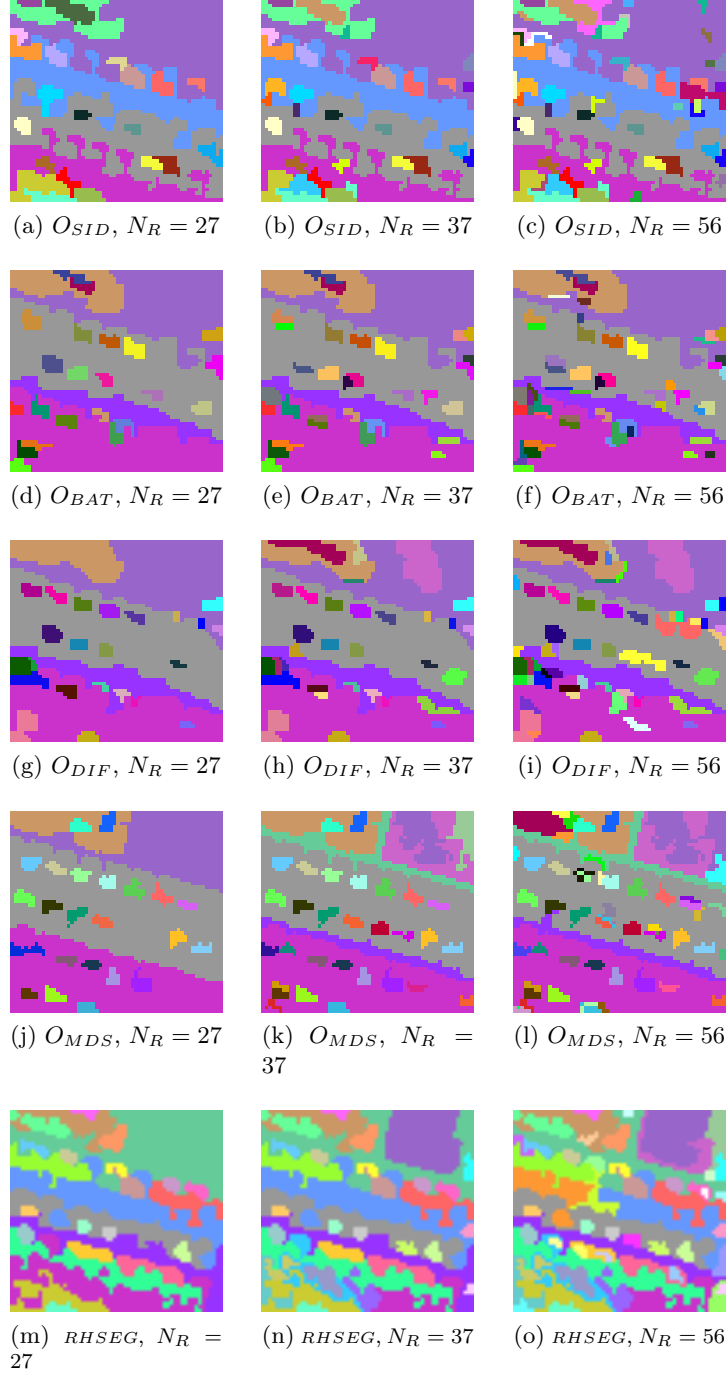 (a) O_SID, N_R = 27
(b) O_SID, N_R = 37
(c) O_SID, N_R = 56
(d) O_BAT, N_R = 27
(e) O_BAT, N_R = 37
(f) O_BAT, N_R = 56
(g) O_DIF, N_R = 27
(h) O_DIF, N_R = 37
(i) O_DIF, N_R = 56
(j) O_MDS, N_R = 27
(k) O_MDS, N_R =
37
(l) O_MDS, N_R = 56
(m) RHSEG, N_R =
27
(n) RHSEG, N_R = 37
(o) RHSEG, N_R = 56